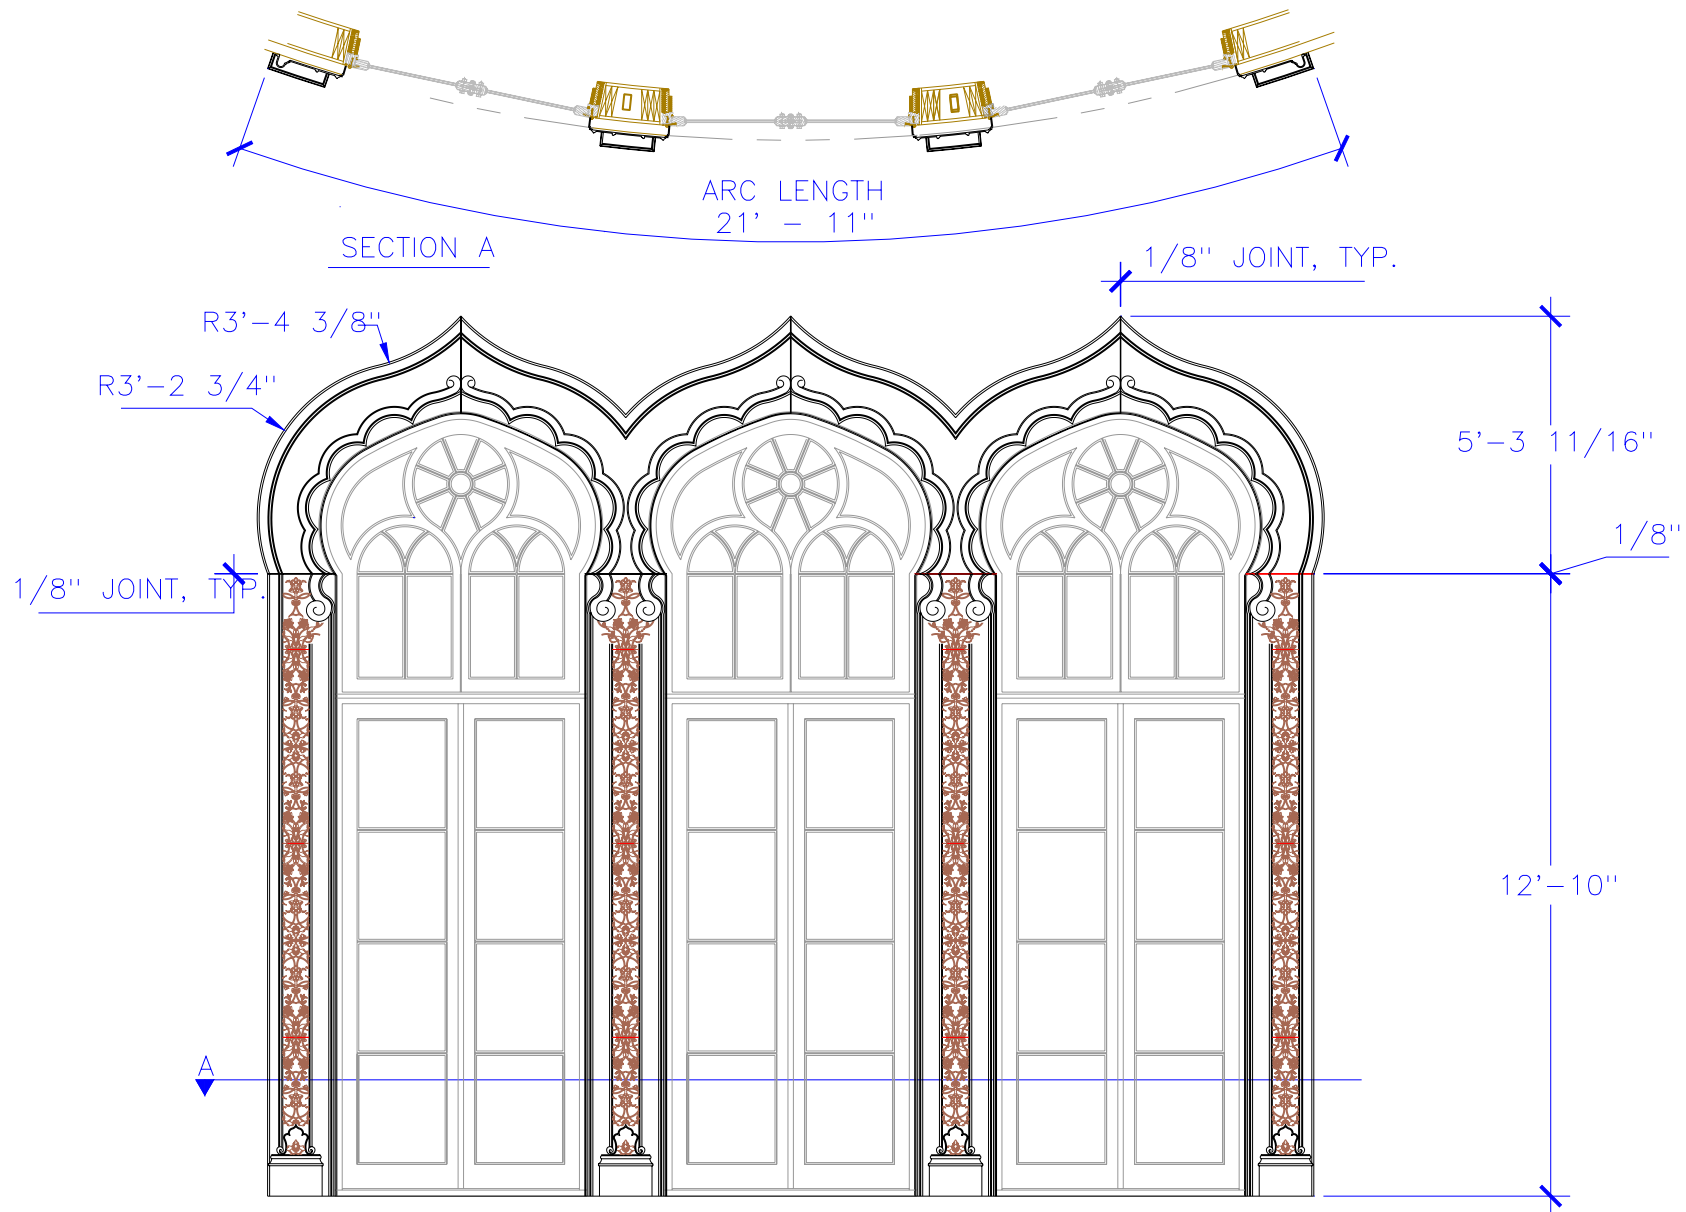 ARC LENGTH
21' - 11"
SECTION A
1/8" JOINT, TYP.
R3'-4 3/8"
R3'-2 3/4"
5'-3 11/16"
1/8"
1/8" JOINT, TYP.
12'-10"
A